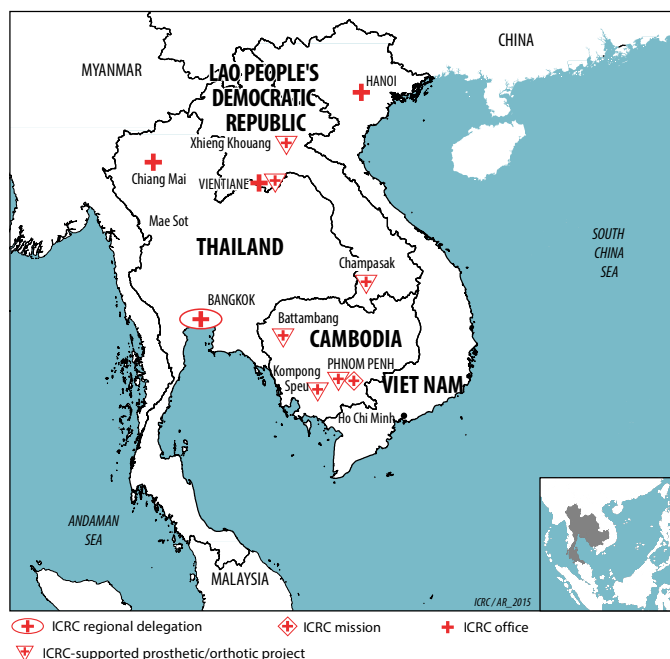 CHINA
MYANMAR
LAO PEOPLE'S
DEMOCRATIC
REPUBLIC
HANOI
Xhieng Khouang
Chiang Mai
VIENTIANE
Mae Sot
THAILAND
SOUTH
CHINA
SEA
Champasak
BANGKOK
Battambang
CAMBODIA
PHNOM PENH
Kompong
Speu
VIET NAM
Ho Chi Minh
ANDAMAN
SEA
MALAYSIA
ICRC / AR_2015
ICRC regional delegation
ICRC mission
ICRC office
ICRC-supported prosthetic/orthotic project